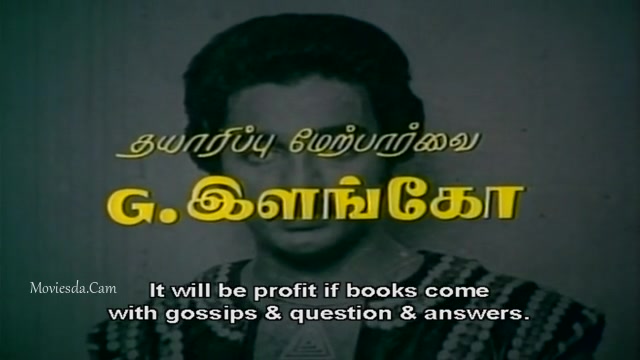 தயாரிப்பு மேற்பார்வை
G.இளங்கோ
Moviesda.Cam
It will be profit if books come
with gossips & question & answers.